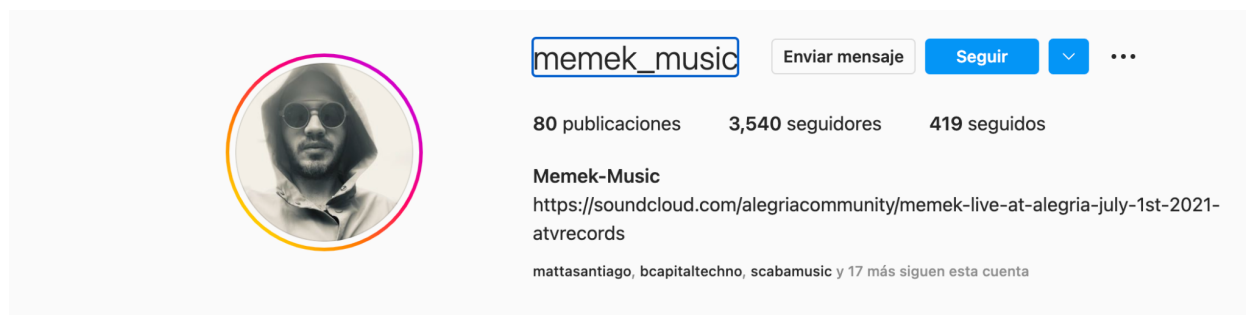 memek_music Enviar mensaje Seguir
80 publicaciones 3,540 seguidores 419 seguidos
Memek-Music
https://soundcloud.com/alegriacommunity/memek-live-at-alegria-july-1st-2021-
atvrecords
mattasantiago, bcapitaltechno, scabamusic y 17 más siguen esta cuenta